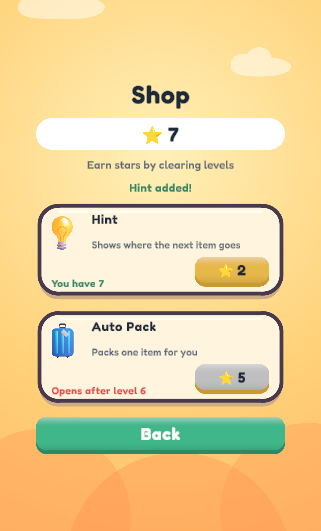 Shop
7
Earn stars by clearing levels
Hint added!
Hint
Shows where the next item goes
2
You have 7
Auto Pack
Packs one item for you
5
Opens after level 6
Back